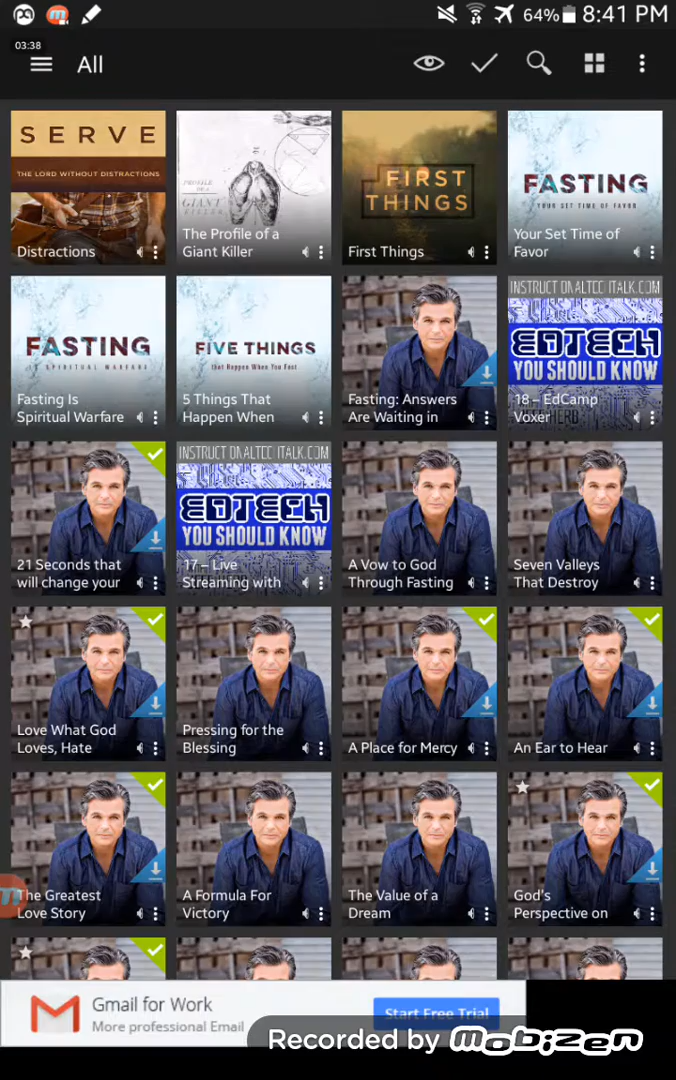 64% 8:41 PM
03:38
All
SERVE
THE LORD WITHOUT DISTRACTIONS
Distractions
PROFILE
OF A
GIANT
KILLER
The Profile of a
Giant Killer
FIRST
THINGS
First Things
FASTING
YOUR SET TIME OF FAVOR
Your Set Time of
Favor
FASTING
IS SPIRITUAL WARFARE
Fasting Is
Spiritual Warfare
FIVE THINGS
that Happen When You Fast
5 Things That
Happen When
Fasting: Answers
Are Waiting in
INSTRUCTIONALTECHTALK.COM
EDTECH
YOU SHOULD KNOW
18 – EdCamp
Voxer
21 Seconds that
will change your
INSTRUCTIONALTECHTALK.COM
EDTECH
YOU SHOULD KNOW
17 – Live
Streaming with
A Vow to God
Through Fasting
Seven Valleys
That Destroy
Love What God
Loves, Hate
Pressing for the
Blessing
A Place for Mercy
An Ear to Hear
The Greatest
Love Story
A Formula For
Victory
The Value of a
Dream
God's
Perspective on
Gmail for Work
More professional Email
Start Free Trial
Recorded by Mobizen